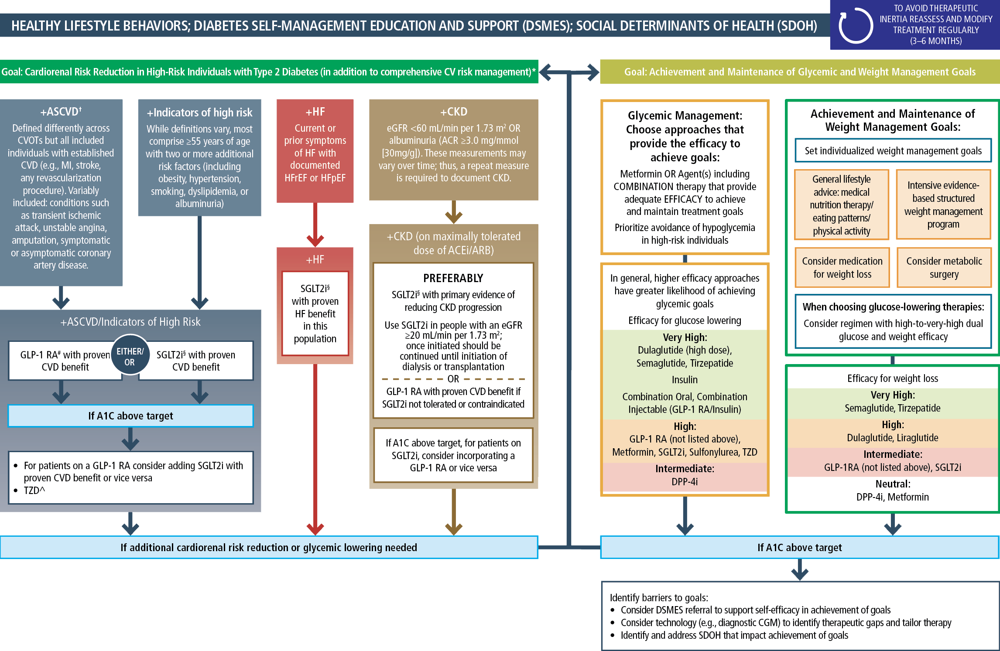 TO AVOID THERAPEUTIC
INERTIA REASSESS AND MODIFY
TREATMENT REGULARLY
(3–6 MONTHS)
HEALTHY LIFESTYLE BEHAVIORS; DIABETES SELF-MANAGEMENT EDUCATION AND SUPPORT (DSMES); SOCIAL DETERMINANTS OF HEALTH (SDOH)
Goal: Cardiorenal Risk Reduction in High-Risk Individuals with Type 2 Diabetes (in addition to comprehensive CV risk management)*
+ASCVD†
Defined differently across
CVOTs but all included
individuals with established
CVD (e.g., MI, stroke,
any revascularization
procedure). Variably
included: conditions such
as transient ischemic
attack, unstable angina,
amputation, symptomatic
or asymptomatic coronary
artery disease.
+Indicators of high risk
While definitions vary, most
comprise ≥55 years of age
with two or more additional
risk factors (including
obesity, hypertension,
smoking, dyslipidemia, or
albuminuria)
+ASCVD/Indicators of High Risk
GLP-1 RA# with proven
CVD benefit
EITHER/
OR
SGLT2i§ with proven
CVD benefit
If A1C above target
• For patients on a GLP-1 RA consider adding SGLT2i with
proven CVD benefit or vice versa
• TZD^
+HF
Current or
prior symptoms
of HF with
documented
HFrEF or HFpEF
+HF
SGLT2i§
with proven
HF benefit
in this
population
+CKD
eGFR <60 mL/min per 1.73 m² OR
albuminuria (ACR ≥3.0 mg/mmol
[30mg/g]). These measurements may
vary over time; thus, a repeat measure
is required to document CKD.
+CKD (on maximally tolerated
dose of ACEi/ARB)
PREFERABLY
SGLT2i§ with primary evidence of
reducing CKD progression
Use SGLT2i in people with an eGFR
≥20 mL/min per 1.73 m²;
once initiated should be
continued until initiation of
dialysis or transplantation
OR
GLP-1 RA with proven CVD benefit if
SGLT2i not tolerated or contraindicated
If A1C above target, for patients on
SGLT2i, consider incorporating a
GLP-1 RA or vice versa
If additional cardiorenal risk reduction or glycemic lowering needed
Goal: Achievement and Maintenance of Glycemic and Weight Management Goals
Glycemic Management:
Choose approaches that
provide the efficacy to
achieve goals:
Metformin OR Agent(s) including
COMBINATION therapy that provide
adequate EFFICACY to achieve
and maintain treatment goals
Prioritize avoidance of hypoglycemia
in high-risk individuals
In general, higher efficacy approaches
have greater likelihood of achieving
glycemic goals
Efficacy for glucose lowering
Very High:
Dulaglutide (high dose),
Semaglutide, Tirzepatide
Insulin
Combination Oral, Combination
Injectable (GLP-1 RA/Insulin)
High:
GLP-1 RA (not listed above),
Metformin, SGLT2i, Sulfonylurea, TZD
Intermediate:
DPP-4i
Achievement and Maintenance of
Weight Management Goals:
Set individualized weight management goals
General lifestyle
advice: medical
nutrition therapy/
eating patterns/
physical activity
Intensive evidence-
based structured
weight management
program
Consider medication
for weight loss
Consider metabolic
surgery
When choosing glucose-lowering therapies:
Consider regimen with high-to-very-high dual
glucose and weight efficacy
Efficacy for weight loss
Very High:
Semaglutide, Tirzepatide
High:
Dulaglutide, Liraglutide
Intermediate:
GLP-1RA (not listed above), SGLT2i
Neutral:
DPP-4i, Metformin
If A1C above target
Identify barriers to goals:
• Consider DSMES referral to support self-efficacy in achievement of goals
• Consider technology (e.g., diagnostic CGM) to identify therapeutic gaps and tailor therapy
• Identify and address SDOH that impact achievement of goals